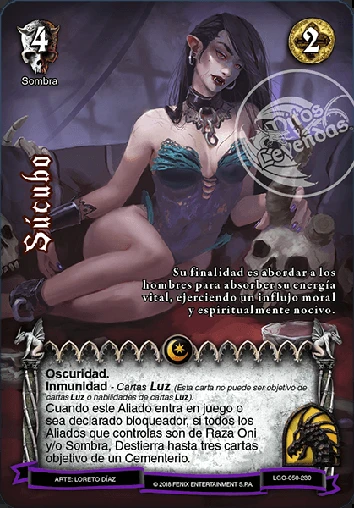 4
2
Sombra
Mitos
y
Leyendas
Súcubo
Su finalidad es abordar a los
hombres para absorber su energía
vital, ejerciendo un influjo moral
y espiritualmente nocivo.
Oscuridad.
Inmunidad - Cartas Luz (Esta carta no puede ser objetivo de
cartas Luz o habilidades de cartas Luz).
Cuando este Aliado entra en juego o
sea declarado bloqueador, si todos los
Aliados que controles son de Raza Oni
y/o Sombra, Destierra hasta tres cartas
objetivo de un Cementerio.
ARTE: LORETO DÍAZ
© 2018 FENIX ENTERTAINMENT S.P.A